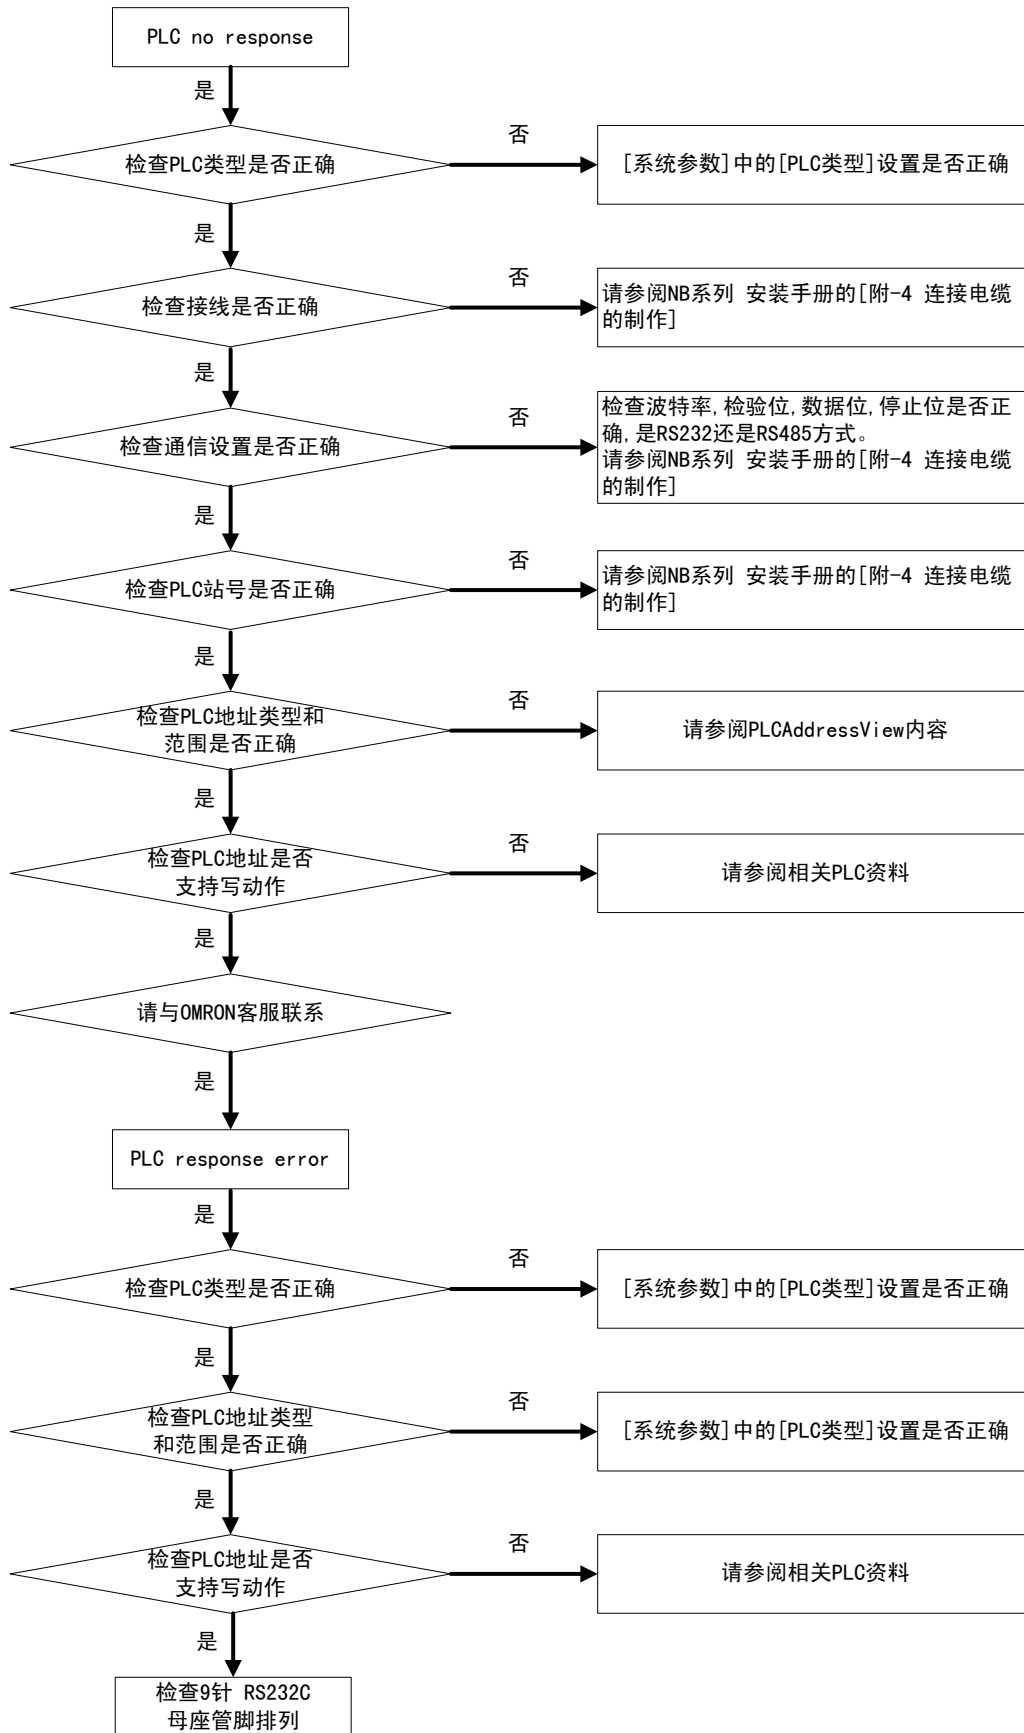 PLC no response
是
检查PLC类型是否正确
否
[系统参数]中的[PLC类型]设置是否正确
是
检查接线是否正确
否
请参阅NB系列 安装手册的[附-4 连接电缆
的制作]
是
检查通信设置是否正确
否
检查波特率,检验位,数据位,停止位是否正
确,是RS232还是RS485方式。
请参阅NB系列 安装手册的[附-4 连接电缆
的制作]
是
检查PLC站号是否正确
否
请参阅NB系列 安装手册的[附-4 连接电缆
的制作]
是
检查PLC地址类型和
范围是否正确
否
请参阅PLCAddressView内容
是
检查PLC地址是否
支持写动作
否
请参阅相关PLC资料
是
请与OMRON客服联系
是
PLC response error
是
检查PLC类型是否正确
否
[系统参数]中的[PLC类型]设置是否正确
是
检查PLC地址类型
和范围是否正确
否
[系统参数]中的[PLC类型]设置是否正确
是
检查PLC地址是否
支持写动作
否
请参阅相关PLC资料
是
检查9针 RS232C
母座管脚排列